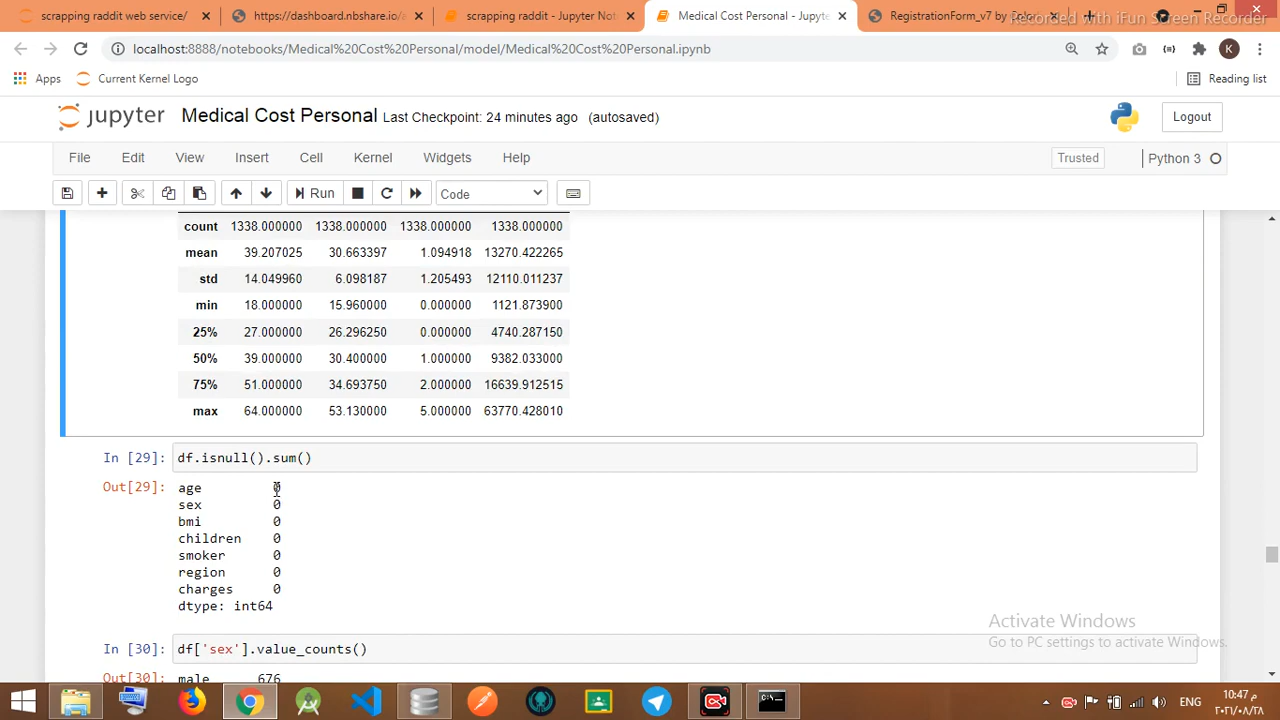 scrapping raddit web service/
https://dashboard.nbshare.io/
scrapping raddit - Jupyter Not
Medical Cost Personal - Jupyte
RegistrationForm_v7 by Color
Recorded with iFun Screen Recorder
localhost:8888/notebooks/Medical%20Cost%20Personal/model/Medical%20Cost%20Personal.ipynb
Apps Current Kernel Logo Reading list
jupyter Medical Cost Personal Last Checkpoint: 24 minutes ago (autosaved) Logout
File Edit View Insert Cell Kernel Widgets Help Trusted Python 3
Run Code
count 1338.000000 1338.000000 1338.000000 1338.000000
mean 39.207025 30.663397 1.094918 13270.422265
std 14.049960 6.098187 1.205493 12110.011237
min 18.000000 15.960000 0.000000 1121.873900
25% 27.000000 26.296250 0.000000 4740.287150
50% 39.000000 30.400000 1.000000 9382.033000
75% 51.000000 34.693750 2.000000 16639.912515
max 64.000000 53.130000 5.000000 63770.428010
In [29]: df.isnull().sum()
Out[29]: age 0
sex 0
bmi 0
children 0
smoker 0
region 0
charges 0
dtype: int64
Activate Windows
Go to PC settings to activate Windows.
In [30]: df['sex'].value_counts()
Out[30]: male 676
ENG
10:47 م
٢٠٢١/٠٨/٢٨